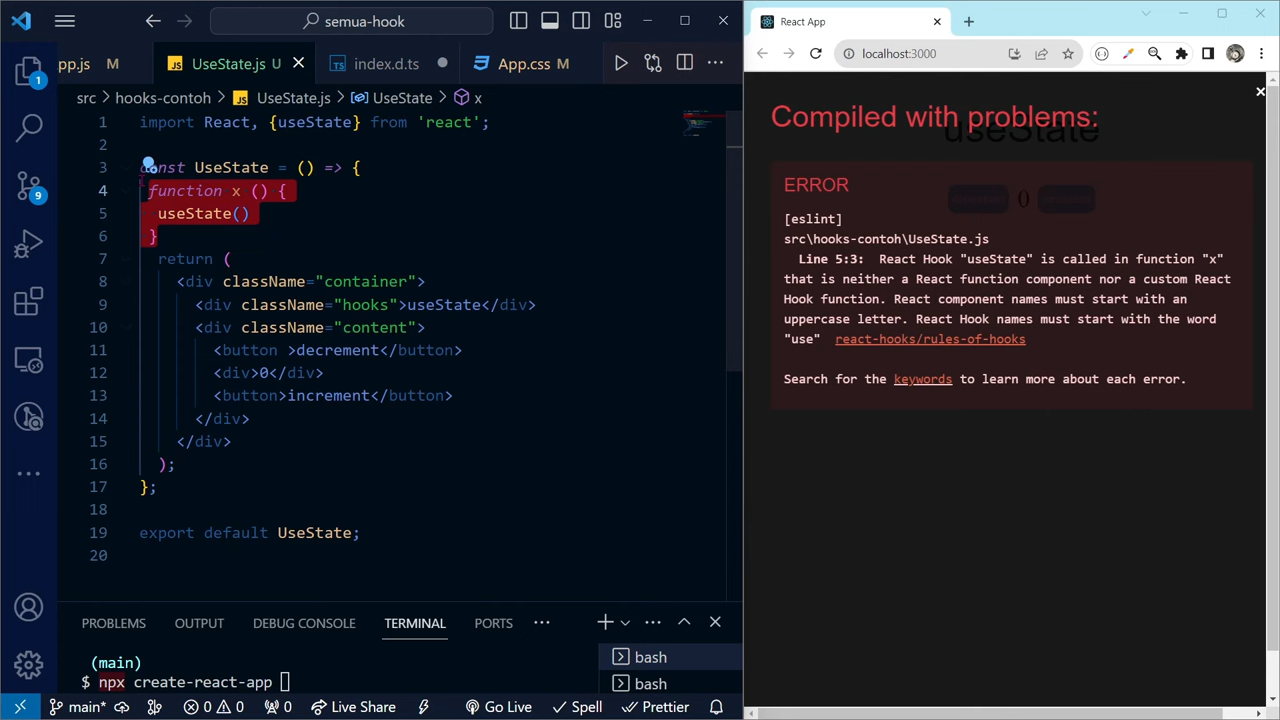 semua-hook
pp.js M
UseState.js U
index.d.ts
App.css M
src > hooks-contoh > UseState.js > UseState > x
1 import React, {useState} from 'react';
2
3 const UseState = () => {
4 function x () {
5 useState()
6 }
7 return (
8 <div className="container">
9 <div className="hooks">useState</div>
10 <div className="content">
11 <button >decrement</button>
12 <div>0</div>
13 <button>increment</button>
14 </div>
15 </div>
16 );
17 };
18
19 export default UseState;
20
1
9
PROBLEMS OUTPUT DEBUG CONSOLE TERMINAL PORTS
(main)
$ npx create-react-app
bash
bash
main* 0 0 0 Live Share Go Live Spell Prettier
React App
localhost:3000
Compiled with problems:
useState
ERROR
0
[eslint]
src\hooks-contoh\UseState.js
Line 5:3: React Hook "useState" is called in function "x"
that is neither a React function component nor a custom React
Hook function. React component names must start with an
uppercase letter. React Hook names must start with the word
"use" react-hooks/rules-of-hooks
Search for the keywords to learn more about each error.